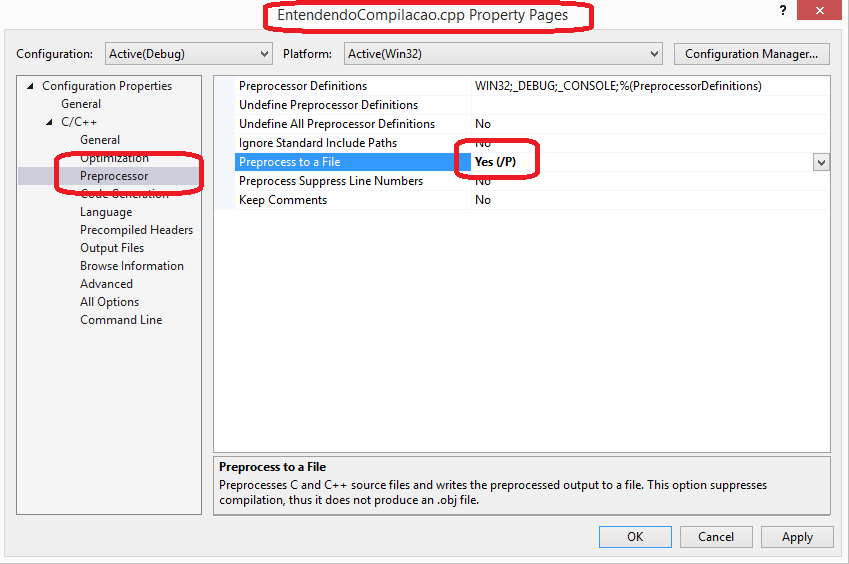 EntendendoCompilacao.cpp Property Pages
?
Configuration: Active(Debug) Platform: Active(Win32) Configuration Manager...
Configuration Properties
General
C/C++
General
Optimization
Preprocessor
Code Generation
Language
Precompiled Headers
Output Files
Browse Information
Advanced
All Options
Command Line
Preprocessor Definitions WIN32;_DEBUG;_CONSOLE;%(PreprocessorDefinitions)
Undefine Preprocessor Definitions
Undefine All Preprocessor Definitions No
Ignore Standard Include Paths No
Preprocess to a File Yes (/P)
Preprocess Suppress Line Numbers No
Keep Comments No
Preprocess to a File
Preprocesses C and C++ source files and writes the preprocessed output to a file. This option suppresses
compilation, thus it does not produce an .obj file.
OK Cancel Apply